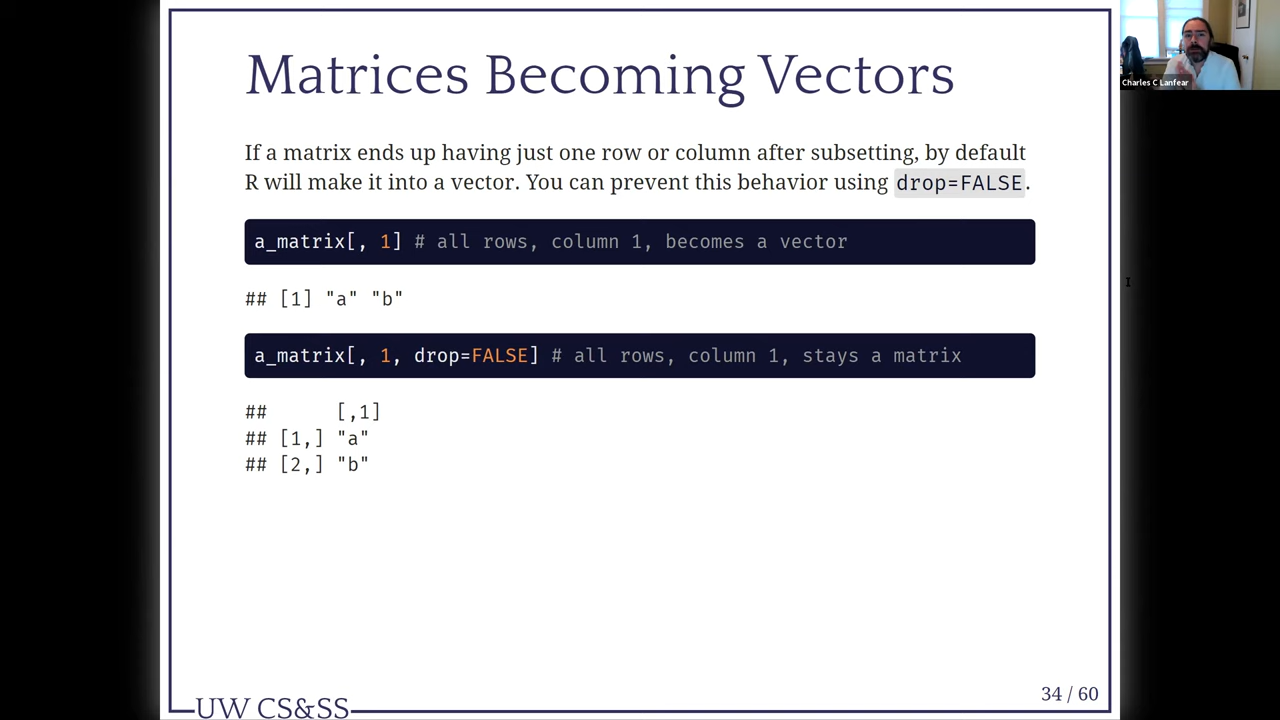 Matrices Becoming Vectors
Charles C Lanfear
If a matrix ends up having just one row or column after subsetting, by default
R will make it into a vector. You can prevent this behavior using drop=FALSE.
a_matrix[, 1] # all rows, column 1, becomes a vector
## [1] "a" "b"
a_matrix[, 1, drop=FALSE] # all rows, column 1, stays a matrix
##      [,1]
## [1,] "a"
## [2,] "b"
34 / 60
UW CS&SS